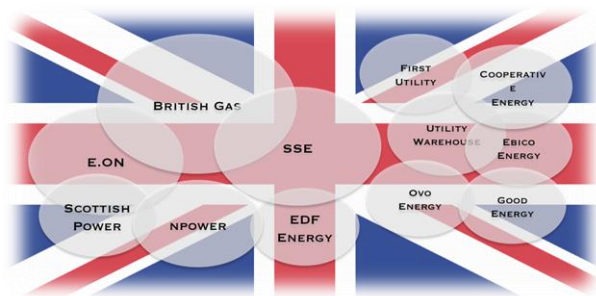 BRITISH GAS
SSE
E.ON
SCOTTISH
POWER
NPOWER
EDF
ENERGY
FIRST
UTILITY
COOPERATIV
E
ENERGY
UTILITY
WAREHOUSE
EBICO
ENERGY
OVO
ENERGY
GOOD
ENERGY